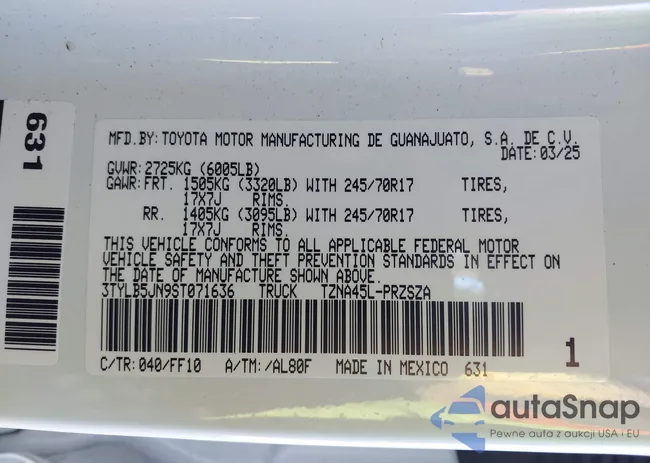 631
MFD.BY: TOYOTA MOTOR MANUFACTURING DE GUANAJUATO, S.A. DE C.V.
DATE: 03/25
GVWR: 2725KG (6005LB)
GAWR: FRT. 1505KG (3320LB) WITH 245/70R17 TIRES,
17X7J RIMS.
RR. 1405KG (3095LB) WITH 245/70R17 TIRES,
17X7J RIMS.
THIS VEHICLE CONFORMS TO ALL APPLICABLE FEDERAL MOTOR
VEHICLE SAFETY AND THEFT PREVENTION STANDARDS IN EFFECT ON
THE DATE OF MANUFACTURE SHOWN ABOVE.
3TYLB5JN9ST071636 TRUCK TZNA45L-PRZSZA
C/TR: 040/FF10 A/TM: /AL80F MADE IN MEXICO 631
1
autaSnap
Pewne auta z aukcji USA i EU